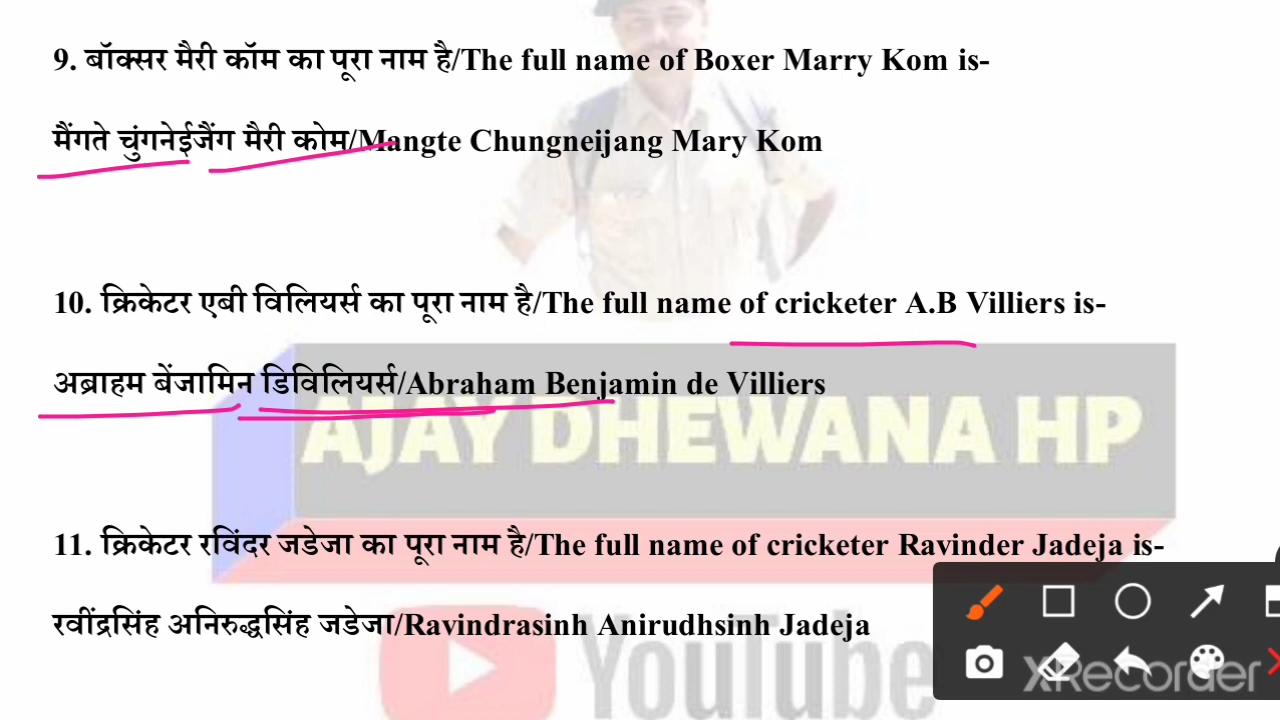 9. बॉक्सर मैरी कॉम का पूरा नाम है/The full name of Boxer Marry Kom is-
मैंगते चुंगनेईजैंग मैरी कोम/Mangte Chungneijang Mary Kom
10. क्रिकेटर एबी विलियर्स का पूरा नाम है/The full name of cricketer A.B Villiers is-
अब्राहम बेंजामिन डिविलियर्स/Abraham Benjamin de Villiers
AJAY DHEWANA HP
11. क्रिकेटर रविंदर जडेजा का पूरा नाम है/The full name of cricketer Ravinder Jadeja is-
रवींद्रसिंह अनिरुद्धसिंह जडेजा/Ravindrasinh Anirudhsinh Jadeja
YouTube
XRecorder